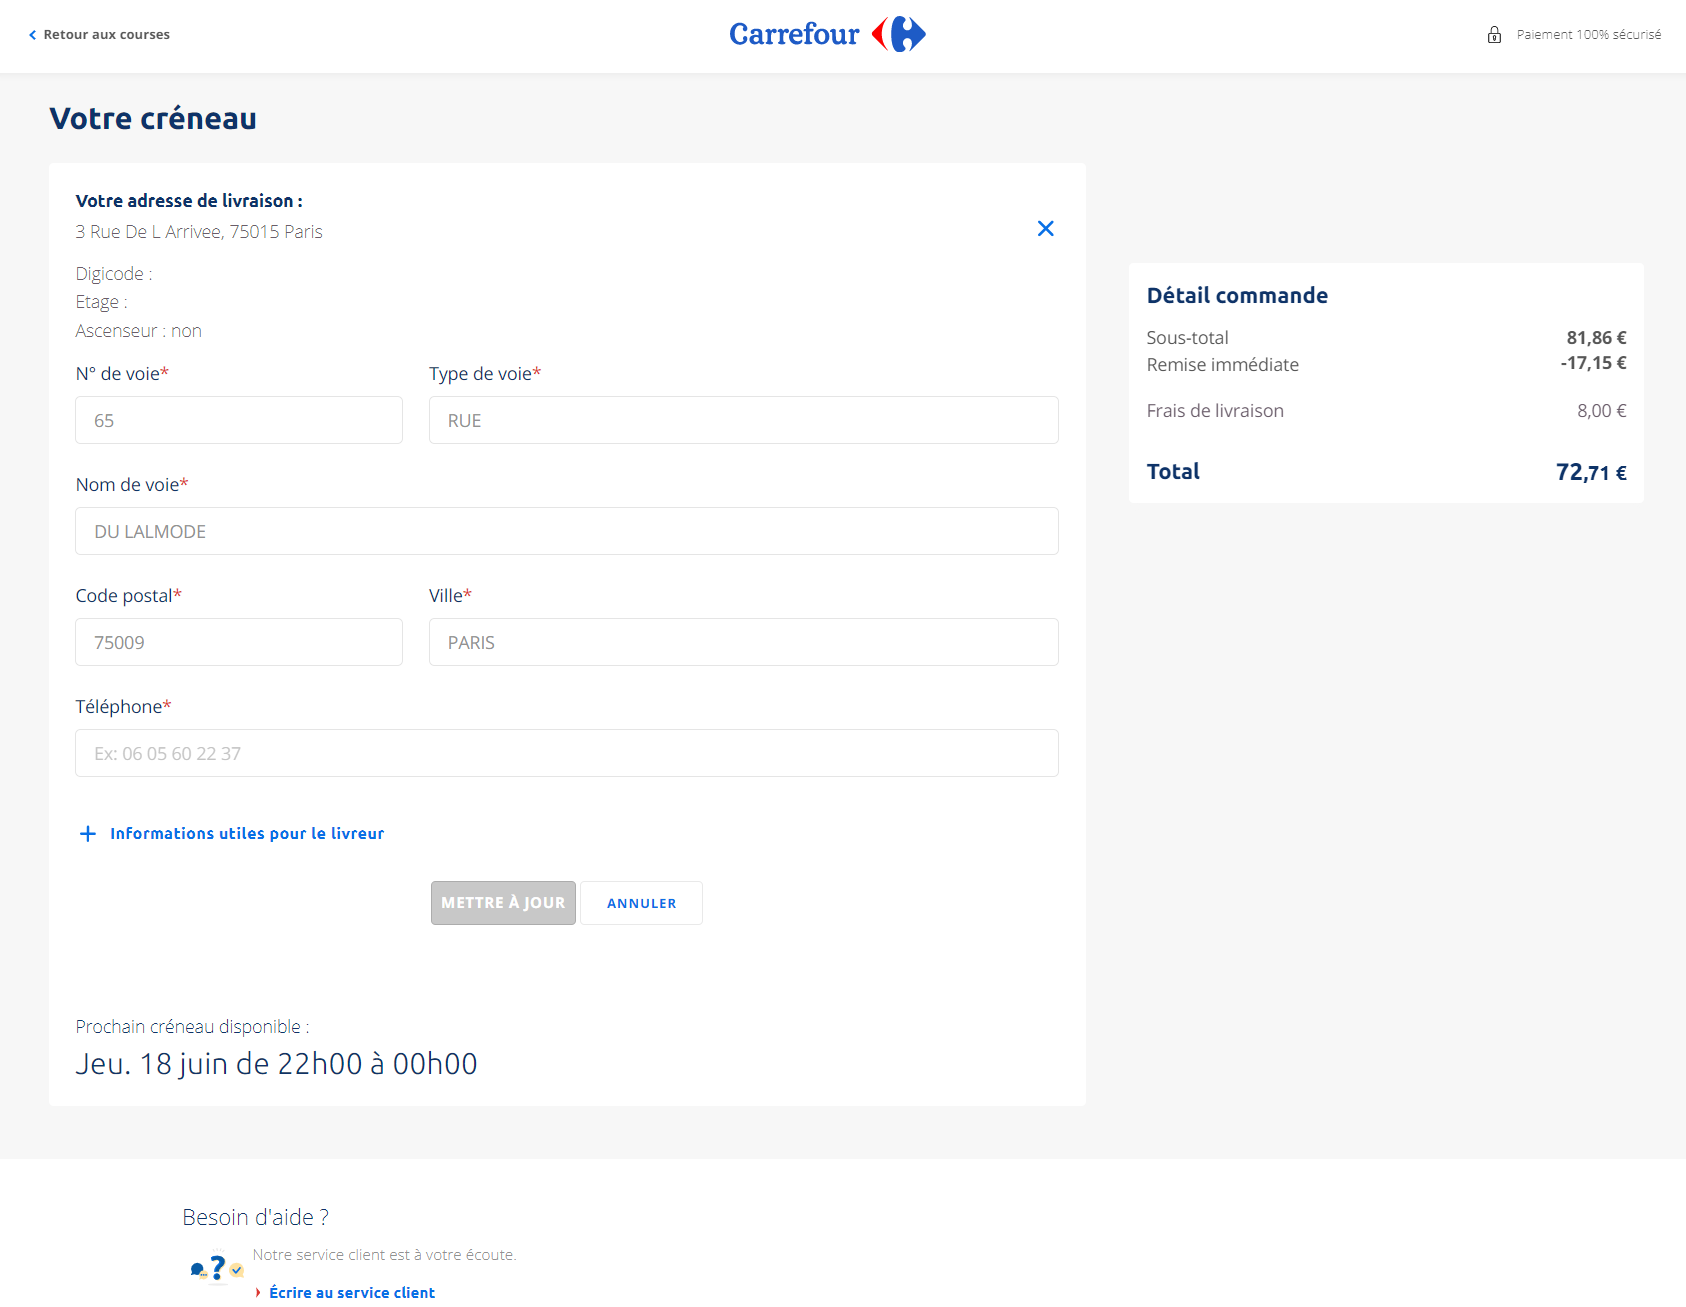 Retour aux courses
Carrefour
Paiement 100% sécurisé
Votre créneau
Votre adresse de livraison :
3 Rue De L Arrivee, 75015 Paris
Digicode :
Etage :
Ascenseur : non
N° de voie*
Type de voie*
65
RUE
Nom de voie*
DU LALMODE
Code postal*
Ville*
75009
PARIS
Téléphone*
Ex: 06 05 60 22 37
Informations utiles pour le livreur
METTRE À JOUR
ANNULER
Prochain créneau disponible :
Jeu. 18 juin de 22h00 à 00h00
Détail commande
Sous-total 81,86 €
Remise immédiate -17,15 €
Frais de livraison 8,00 €
Total 72,71 €
Besoin d'aide ?
Notre service client est à votre écoute.
Écrire au service client